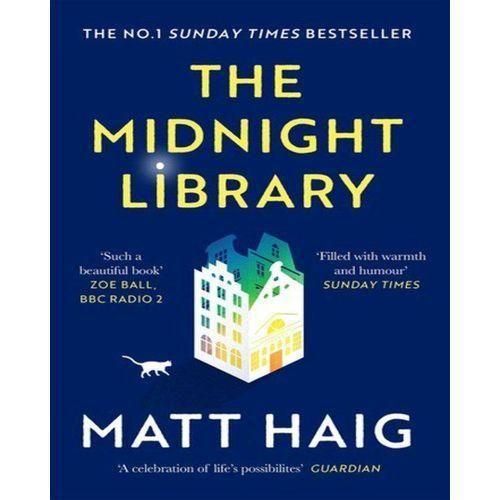 THE NO.1 SUNDAY TIMES BESTSELLER
THE
MIDNIGHT
LiBRARY
'Such a
beautiful book'
ZOE BALL,
BBC RADIO 2
'Filled with warmth
and humour'
SUNDAY TIMES
MATT HAIG
'A celebration of life's possibilites' GUARDIAN